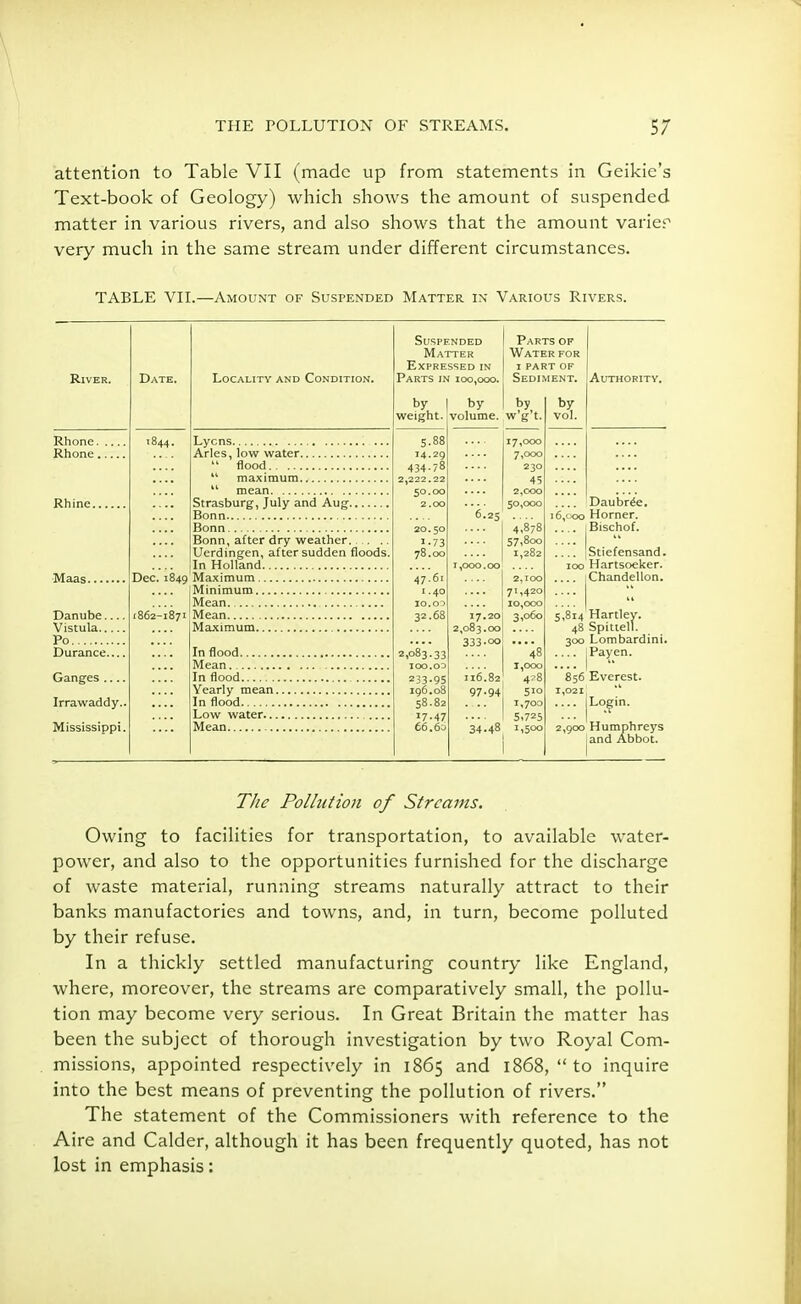 THE POLLUTION OF STREAMS. 57
attention to Table VII (made up from statements in Geikie's
Text-book of Geology) which shows the amount of suspended
matter in various rivers, and also shows that the amount varies
very much in the same stream under different circumstances.
TABLE VII.—Amount of Suspended Matter in Various Rivers.
River. | Date. | Locality and Condition. | Suspended Matter Expressed in Parts in 100,000. by weight. | by volume. | Parts of Water for 1 part of Sediment. by w'g't. | by vol. | Authority.
Rhone..... | 1844. | Lyons | 5.88 | .... | 17,000 | .... | ....
Rhone..... | .... | Arles, low water | 14.29 | .... | 7,000 | .... | ....
.... | " flood | 434.78 | .... | 230 | .... | ....
.... | " maximum | 2,222.22 | .... | 45 | .... | ....
.... | " mean | 50.00 | .... | 2,000 | .... | ....
Rhine...... | .... | Strasburg, July and Aug. | 2.00 | .... | 50,000 | .... | Daubrée.
.... | Bonn | .... | 6.25 | .... | 16,000 | Horner.
.... | Bonn | 20.50 | .... | 4,878 | .... | Bischof.
.... | Bonn, after dry weather | 1.73 | .... | 57,800 | .... | "
.... | Uerdingen, after sudden floods. | 78.00 | .... | 1,282 | .... | Stiefensand.
.... | In Holland | .... | 1,000.00 | .... | 100 | Hartsoeker.
Maas....... | Dec. 1849 | Maximum | 47.61 | .... | 2,100 | .... | Chandellon.
.... | Minimum | 1.40 | .... | 71,420 | .... | "
.... | Mean | 10.00 | .... | 10,000 | .... | "
Danube.... | 1862-1871 | Mean | 32.68 | 17.20 | 3,060 | 5,814 | Hartley.
Vistula..... | .... | Maximum | .... | 2,083.00 | .... | 48 | Spittell.
Po.......... | .... | .... | 333.00 | .... | 300 | Lombardini.
Durance.... | .... | In flood | 2,083.33 | .... | 48 | .... | Payen.
.... | Mean | 100.00 | .... | 1,000 | .... | "
Ganges .... | .... | In flood | 233.95 | 116.82 | 428 | 856 | Everest.
.... | Yearly mean | 196.08 | 97.94 | 510 | 1,021 | "
Irrawaddy.. | .... | In flood | 58.82 | .... | 1,700 | .... | Login.
.... | Low water | 17.47 | .... | 5,725 | ... | "
Mississippi. | .... | Mean | 66.60 | 34.48 | 1,500 | 2,900 | Humphreys and Abbot.
The Pollution of Streams.
Owing to facilities for transportation, to available water-
power, and also to the opportunities furnished for the discharge
of waste material, running streams naturally attract to their
banks manufactories and towns, and, in turn, become polluted
by their refuse.
In a thickly settled manufacturing country like England,
where, moreover, the streams are comparatively small, the pollu-
tion may become very serious. In Great Britain the matter has
been the subject of thorough investigation by two Royal Com-
missions, appointed respectively in 1865 and 1868, “ to inquire
into the best means of preventing the pollution of rivers.”
The statement of the Commissioners with reference to the
Aire and Calder, although it has been frequently quoted, has not
lost in emphasis: